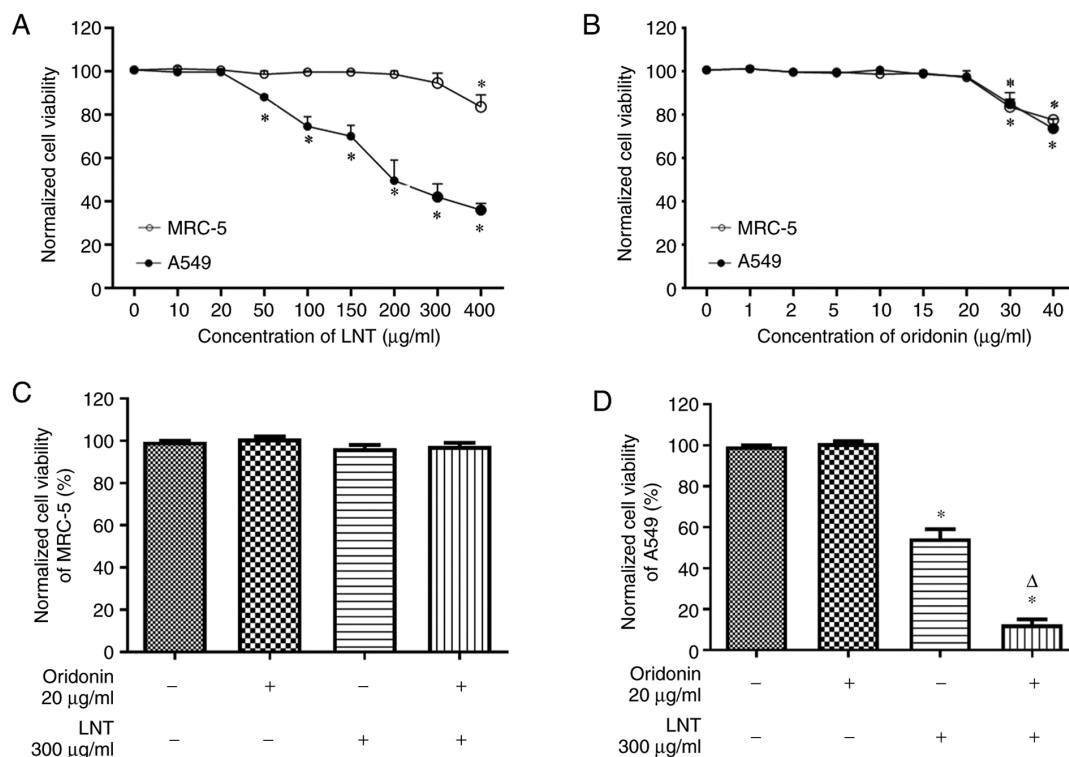 A
Normalized cell viability
120
100
80
60
40
20
0
* * * * * * * *
MRC-5
A549
0 10 20 50 100 150 200 300 400
Concentration of LNT (μg/ml)
B
Normalized cell viability
120
100
80
60
40
20
0
* * * *
MRC-5
A549
0 1 2 5 10 15 20 30 40
Concentration of oridonin (μg/ml)
C
Normalized cell viability
of MRC-5 (%)
120
100
80
60
40
20
0
Oridonin
20 μg/ml
– + – +
LNT
300 μg/ml
– – + +
D
Normalized cell viability
of A549 (%)
120
100
80
60
40
20
0
*
Δ
*
Oridonin
20 μg/ml
– + – +
LNT
300 μg/ml
– – + +